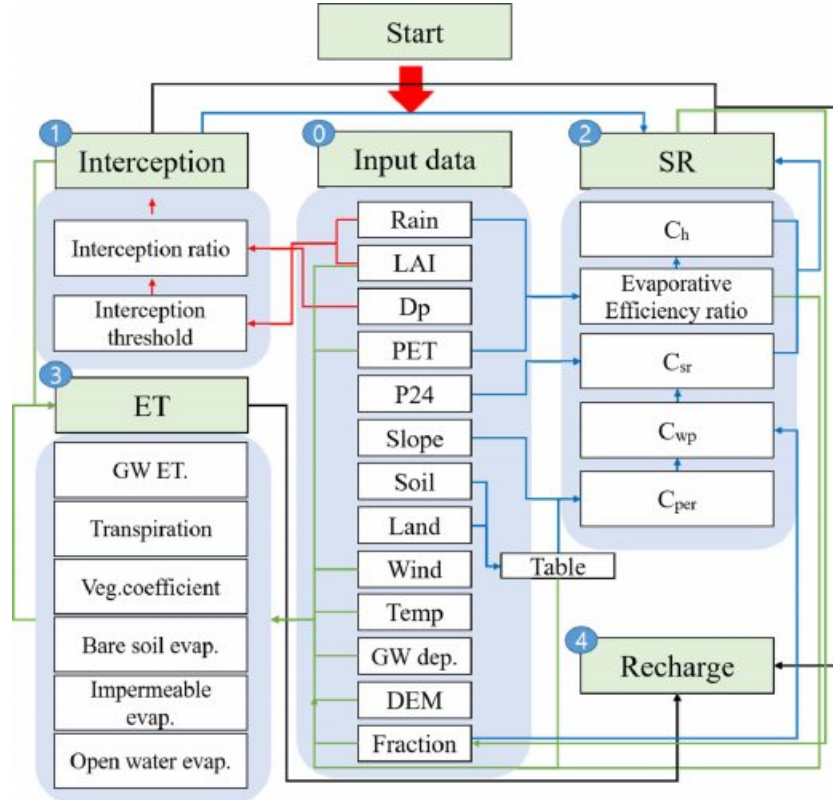 Start
1
Interception
Interception ratio
Interception
threshold
0
Input data
Rain
LAI
Dp
PET
P24
Slope
Soil
Land
Wind
Temp
GW dep.
DEM
Fraction
Table
2
SR
Ch
Evaporative
Efficiency ratio
Csr
Cwp
Cper
3
ET
GW ET.
Transpiration
Veg.coefficient
Bare soil evap.
Impermeable
evap.
Open water evap.
4
Recharge